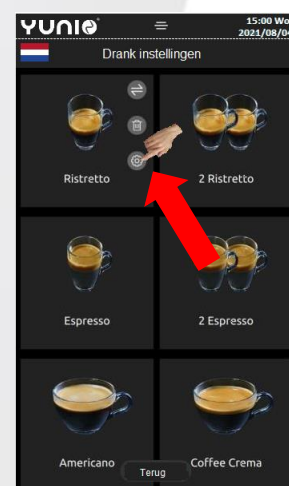 YUNIO 15:00 Wo
2021/08/04
Drank instellingen
Ristretto 2 Ristretto
Espresso 2 Espresso
Americano Coffee Crema
Terug